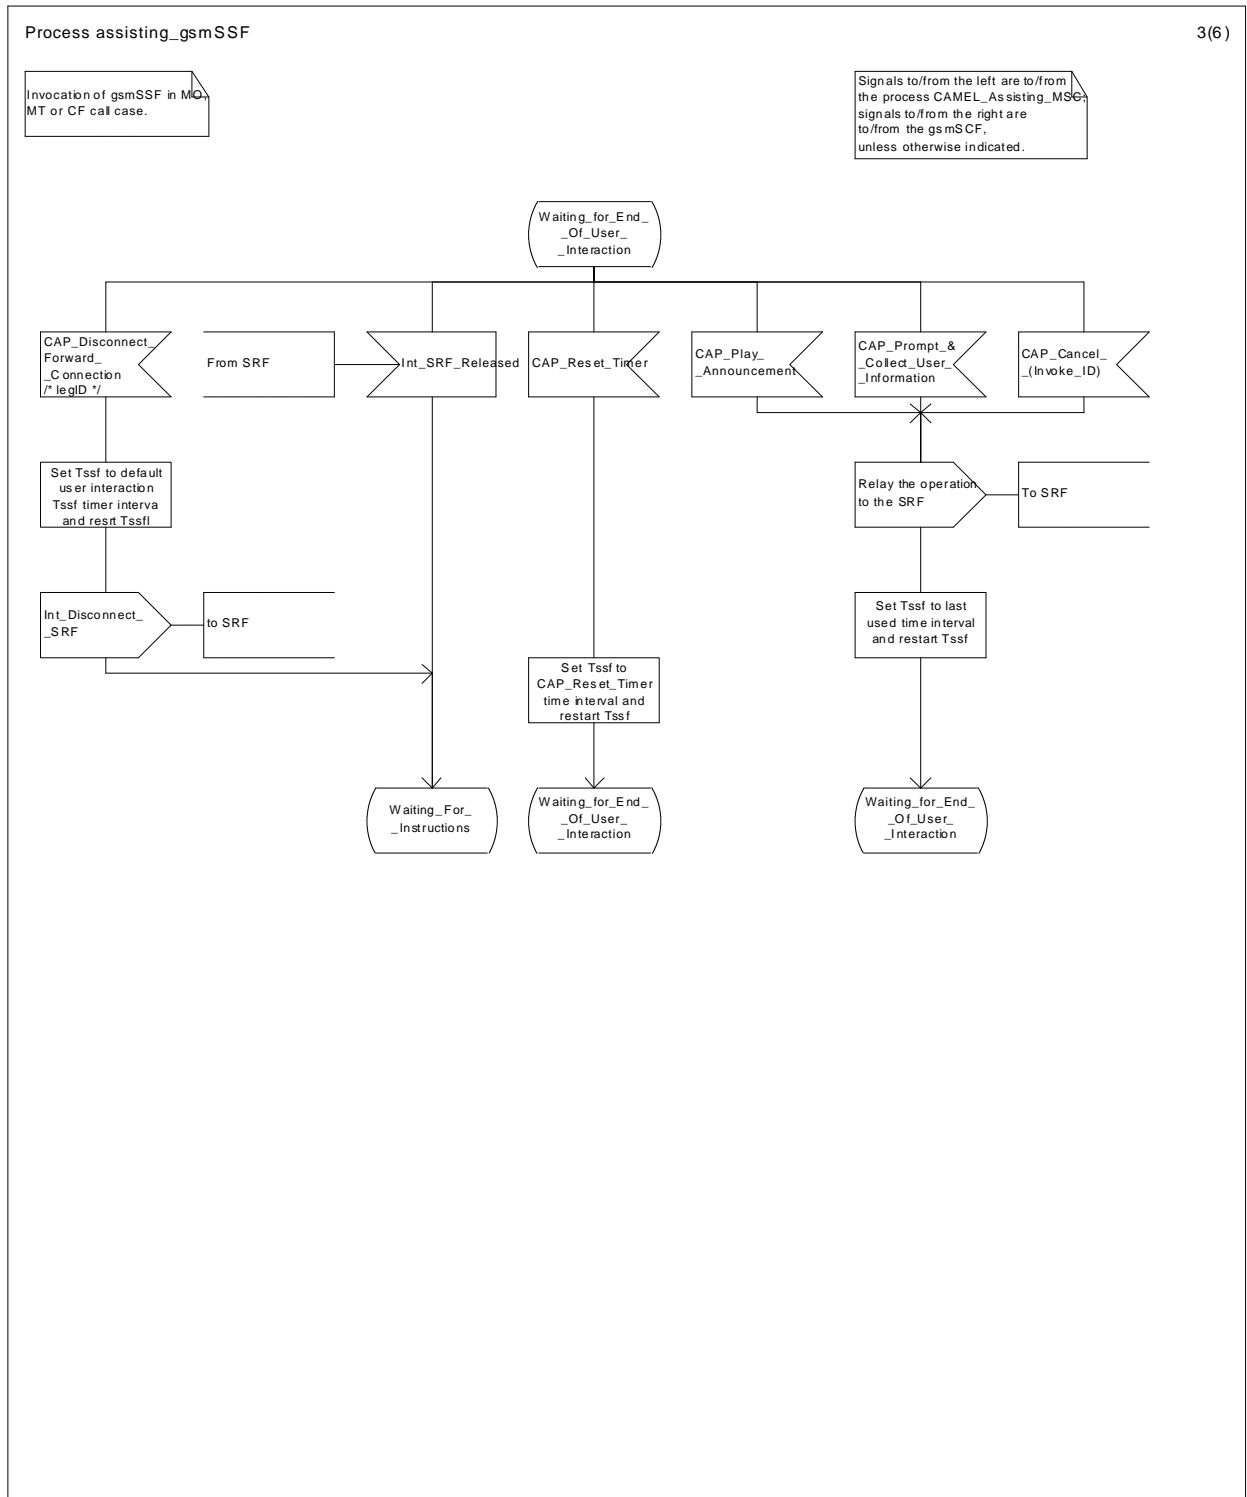 Process assisting_gsmSSF
3(6)
Invocation of gsmSSF in MO,
MT or CF call case.
Signals to/from the left are to/from
the process CAMEL_Assisting_MSC;
signals to/from the right are
to/from the gsmSCF,
unless otherwise indicated.
Waiting_for_End_
_Of_User_
_Interaction
CAP_Disconnect_
Forward_
_Connection
/* legID */
From SRF
Int_SRF_Released
CAP_Reset_Timer
CAP_Play_
_Announcement
CAP_Prompt_&
_Collect_User_
_Information
CAP_Cancel_
_(Invoke_ID)
Set Tssf to default
user interaction
Tssf timer interva
and resrt Tssfl
Relay the operation
to the SRF
To SRF
Int_Disconnect_
_SRF
to SRF
Set Tssf to last
used time interval
and restart Tssf
Set Tssf to
CAP_Reset_Timer
time interval and
restart Tssf
Waiting_For_
_Instructions
Waiting_for_End_
_Of_User_
_Interaction
Waiting_for_End_
_Of_User_
_Interaction